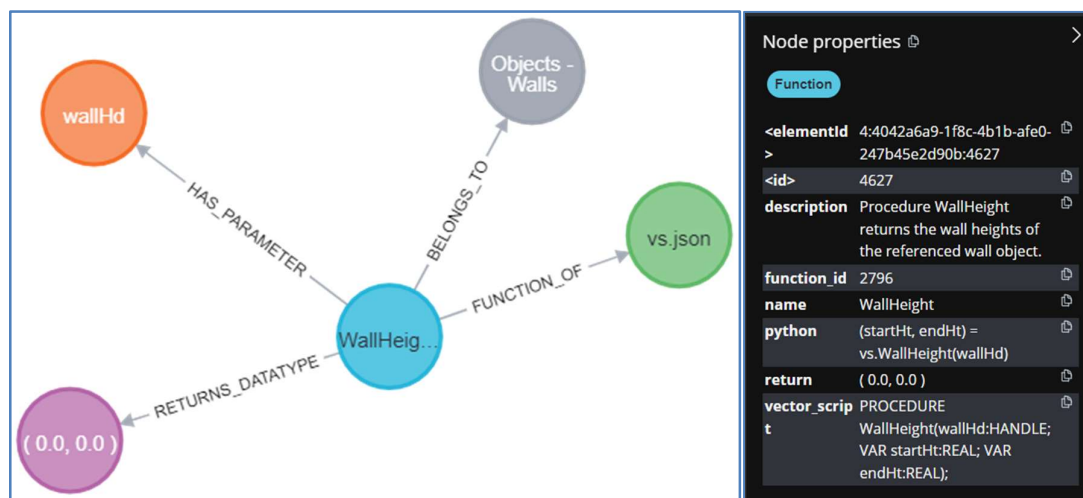 wallHd
Objects -
Walls
HAS_PARAMETER
BELONGS_TO
vs.json
FUNCTION_OF
WallHeig...
RETURNS_DATATYPE
( 0.0, 0.0 )
Node properties
Function
<elementId
>
4:4042a6a9-1f8c-4b1b-afe0-
247b45e2d90b:4627
<id> 4627
description Procedure WallHeight
returns the wall heights of
the referenced wall object.
function_id 2796
name WallHeight
python (startHt, endHt) =
vs.WallHeight(wallHd)
return ( 0.0, 0.0 )
vector_scrip
t
PROCEDURE
WallHeight(wallHd:HANDLE;
VAR startHt:REAL; VAR
endHt:REAL);